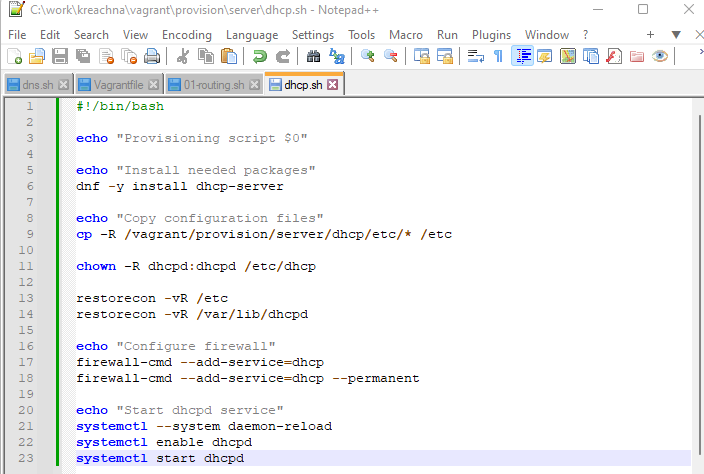 C:\work\kreachna\vagrant\provision\server\dhcp.sh - Notepad++
File Edit Search View Encoding Language Settings Tools Macro Run Plugins Window ? + ▼ ✕
dns.sh Vagrantfile 01-routing.sh dhcp.sh
1 #!/bin/bash
2
3 echo "Provisioning script $0"
4
5 echo "Install needed packages"
6 dnf -y install dhcp-server
7
8 echo "Copy configuration files"
9 cp -R /vagrant/provision/server/dhcp/etc/* /etc
10
11 chown -R dhcpd:dhcpd /etc/dhcp
12
13 restorecon -vR /etc
14 restorecon -vR /var/lib/dhcpd
15
16 echo "Configure firewall"
17 firewall-cmd --add-service=dhcp
18 firewall-cmd --add-service=dhcp --permanent
19
20 echo "Start dhcpd service"
21 systemctl --system daemon-reload
22 systemctl enable dhcpd
23 systemctl start dhcpd